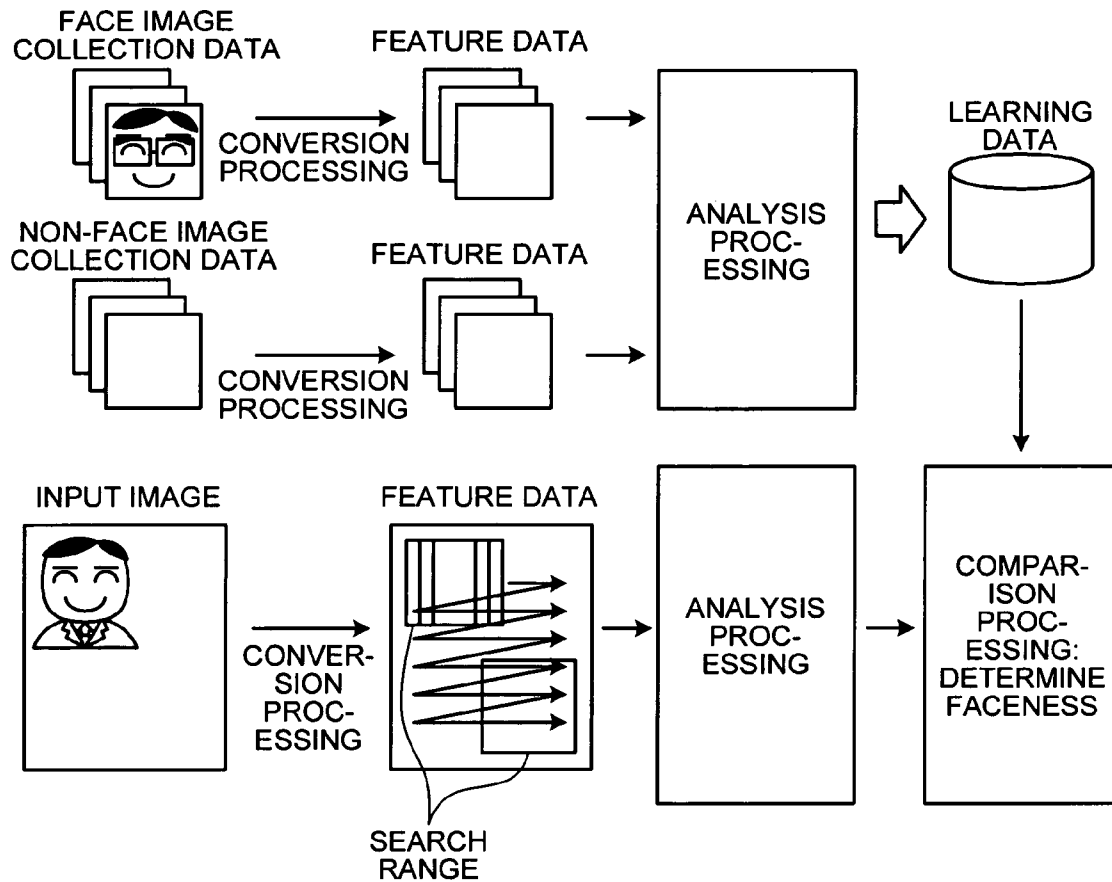 FACE IMAGE
COLLECTION DATA
FEATURE DATA
CONVERSION
PROCESSING
ANALYSIS
PROC-
ESSING
LEARNING
DATA
NON-FACE IMAGE
COLLECTION DATA
FEATURE DATA
CONVERSION
PROCESSING
INPUT IMAGE
CONVER-
SION
PROC-
ESSING
FEATURE DATA
SEARCH
RANGE
ANALYSIS
PROC-
ESSING
COMPAR-
ISON
PROC-
ESSING:
DETERMINE
FACENESS